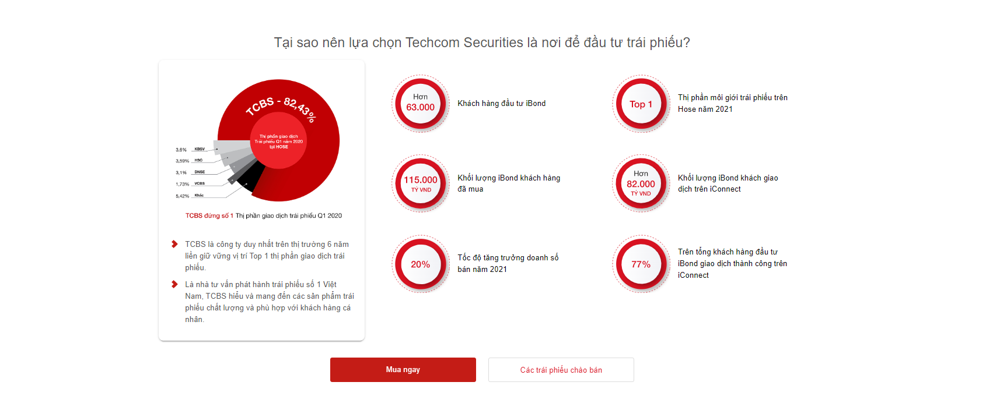 Tại sao nên lựa chọn Techcom Securities là nơi để đầu tư trái phiếu?
TCBS - 82,43%
Thị phần giao dịch
Trái phiếu Q1 năm 2020
tại HOSE
3,6% KBSV
3,59% HSC
3,1% DNSE
1,73% VCBS
5,42% Khác
TCBS đứng số 1 Thị phần giao dịch trái phiếu Q1 2020
TCBS là công ty duy nhất trên thị trường 6 năm
liền giữ vững vị trí Top 1 thị phần giao dịch trái
phiếu.
Là nhà tư vấn phát hành trái phiếu số 1 Việt
Nam, TCBS hiểu và mang đến các sản phẩm trái
phiếu chất lượng và phù hợp với khách hàng cá
nhân.
Hơn
63.000
Khách hàng đầu tư iBond
Top 1
Thị phần môi giới trái phiếu trên
Hose năm 2021
115.000
TỶ VND
Khối lượng iBond khách hàng
đã mua
Hơn
82.000
TỶ VND
Khối lượng iBond khách giao
dịch trên iConnect
20%
Tốc độ tăng trưởng doanh số
bán năm 2021
77%
Trên tổng khách hàng đầu tư
iBond giao dịch thành công trên
iConnect
Mua ngay
Các trái phiếu chào bán